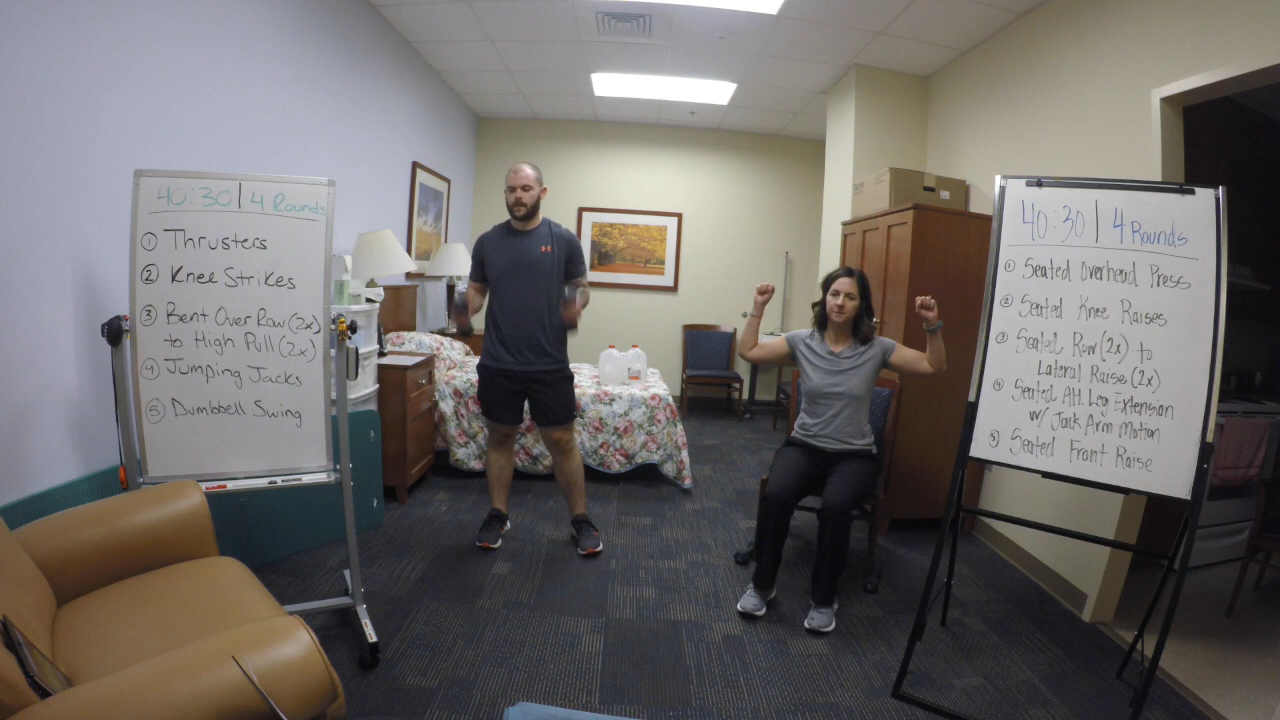 40:30 | 4 Rounds
① Thrusters
② Knee Strikes
③ Bent Over Row (2x)
to High Pull (2x)
④ Jumping Jacks
⑤ Dumbbell Swing
40:30 | 4 Rounds
① Seated Overhead Press
② Seated Knee Raises
③ Seated Row (2x) to
Lateral Raise (2x)
④ Seated Alt. Leg Extension
w/ Jack Arm Motion
⑤ Seated Front Raise